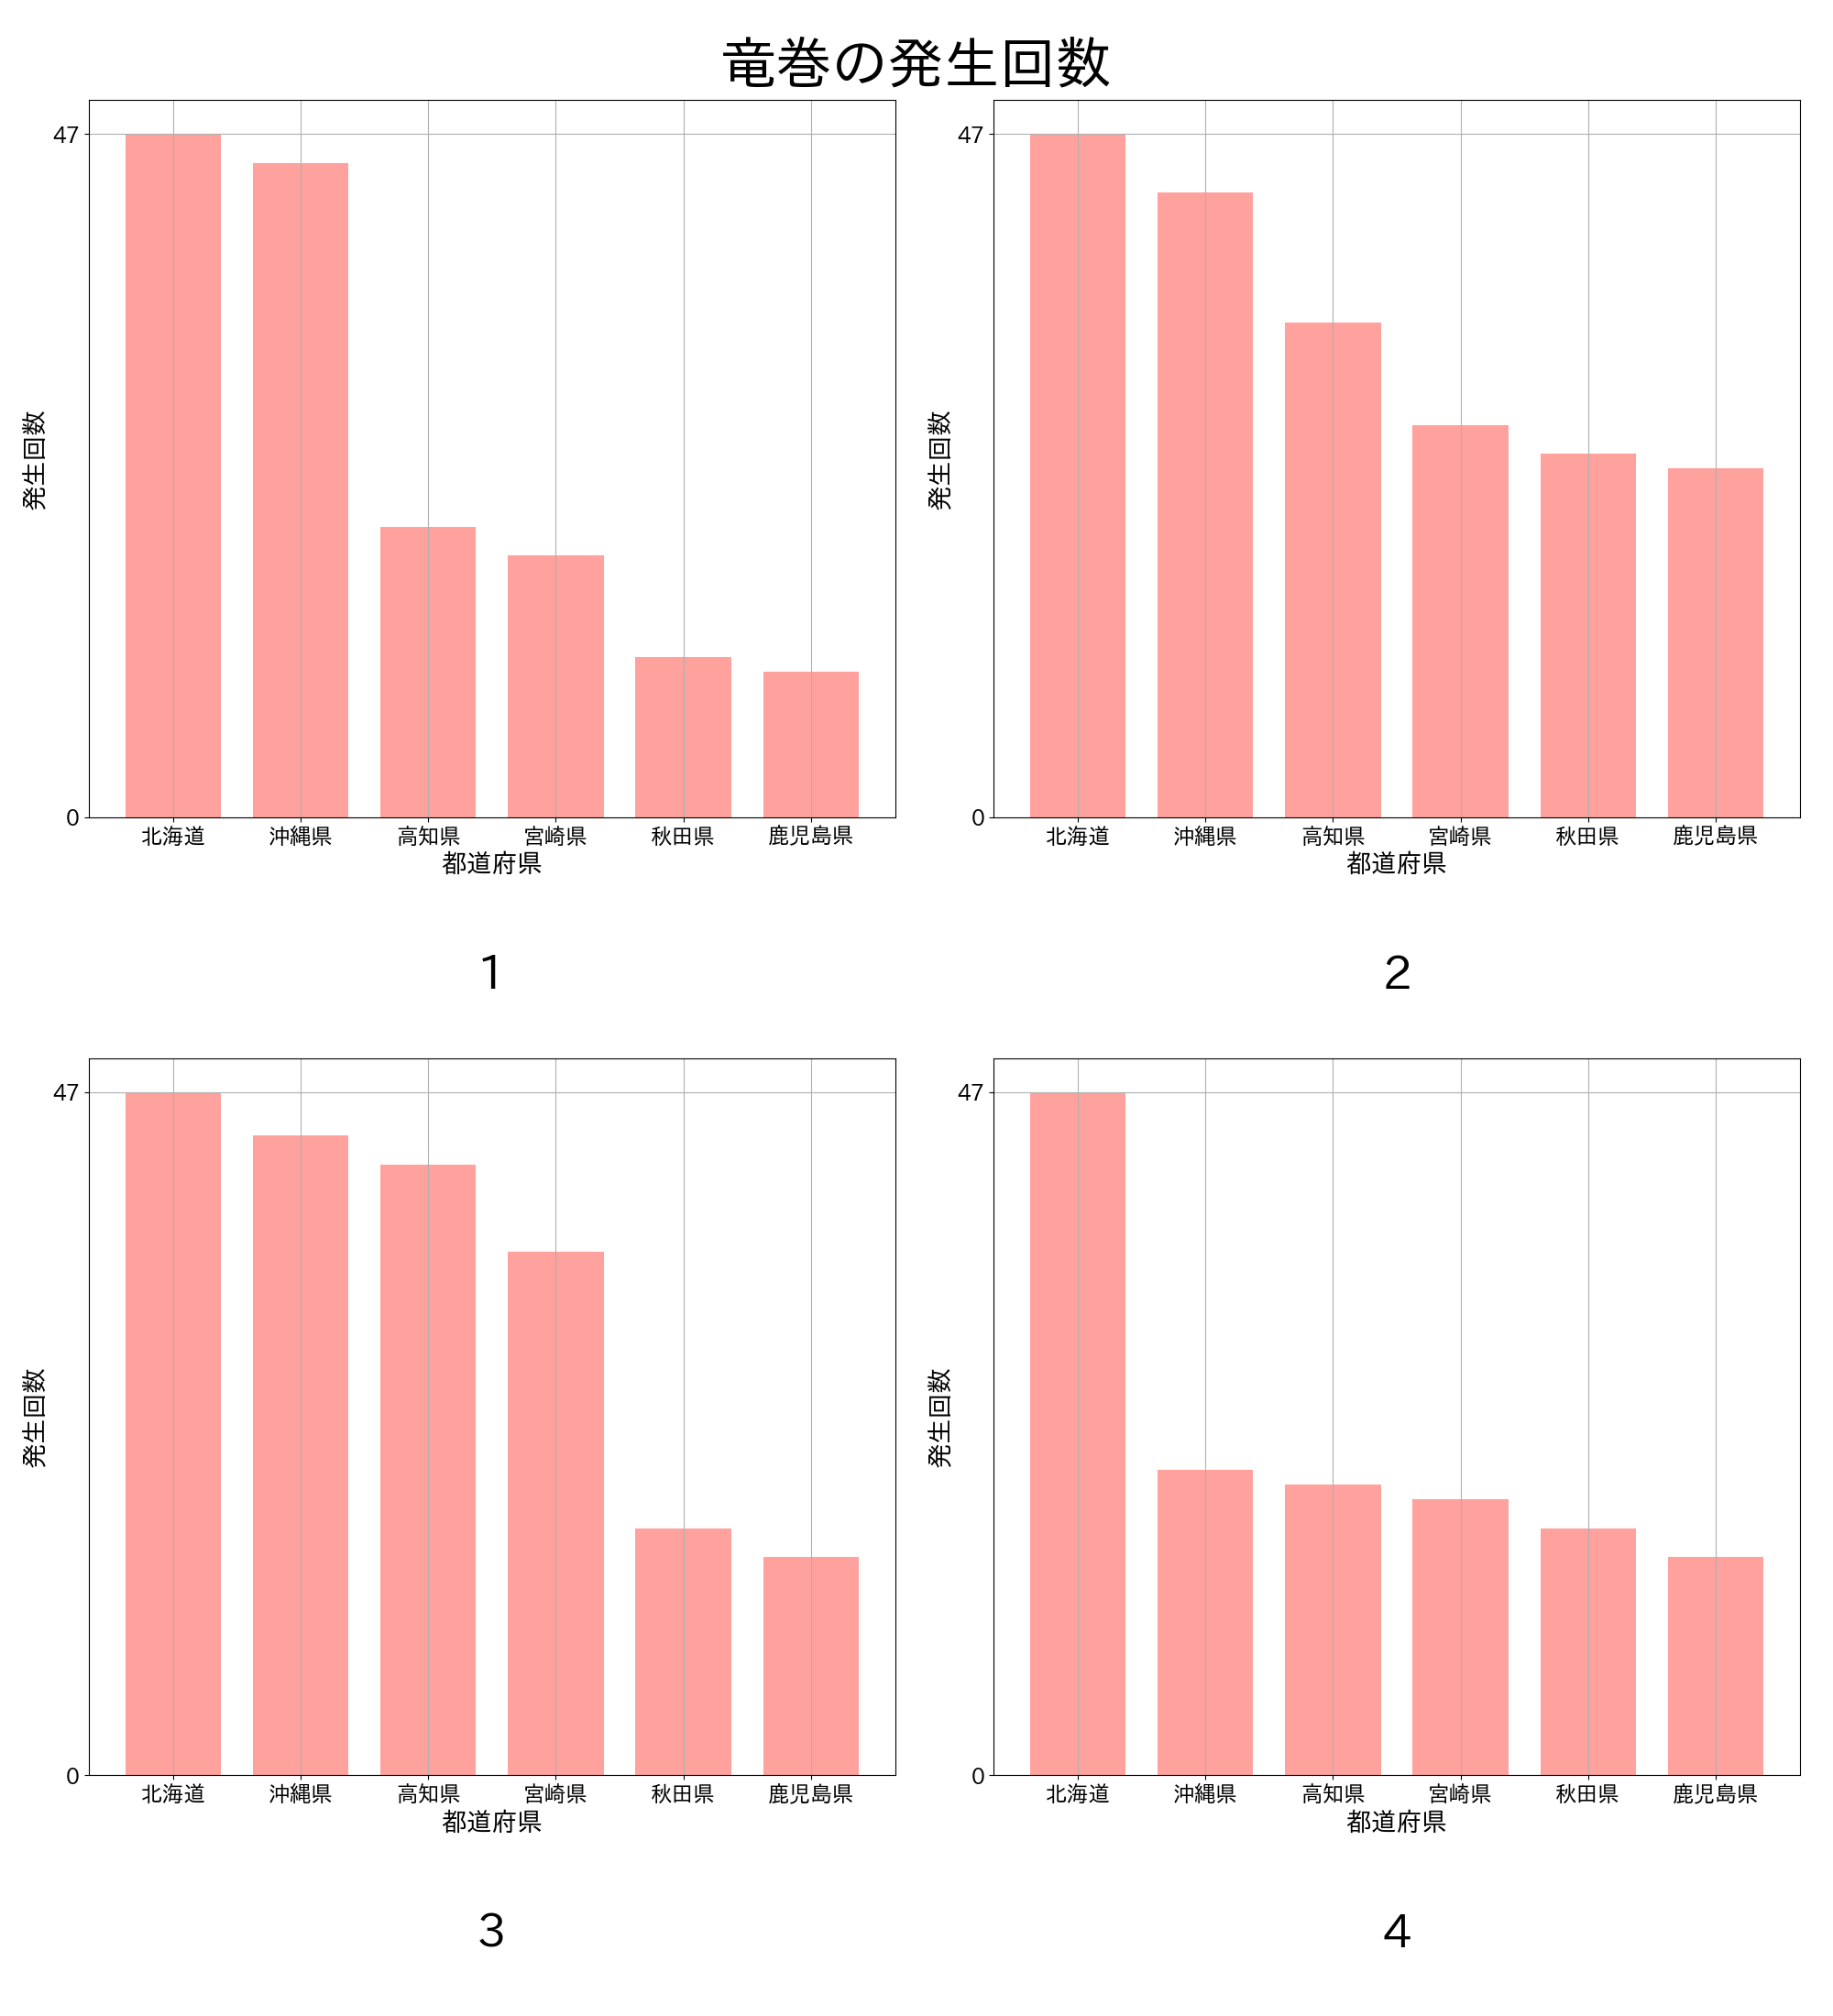 竜巻の発生回数
47
0
発生回数
北海道 沖縄県 高知県 宮崎県 秋田県 鹿児島県
都道府県
1
47
0
発生回数
北海道 沖縄県 高知県 宮崎県 秋田県 鹿児島県
都道府県
2
47
0
発生回数
北海道 沖縄県 高知県 宮崎県 秋田県 鹿児島県
都道府県
3
47
0
発生回数
北海道 沖縄県 高知県 宮崎県 秋田県 鹿児島県
都道府県
4